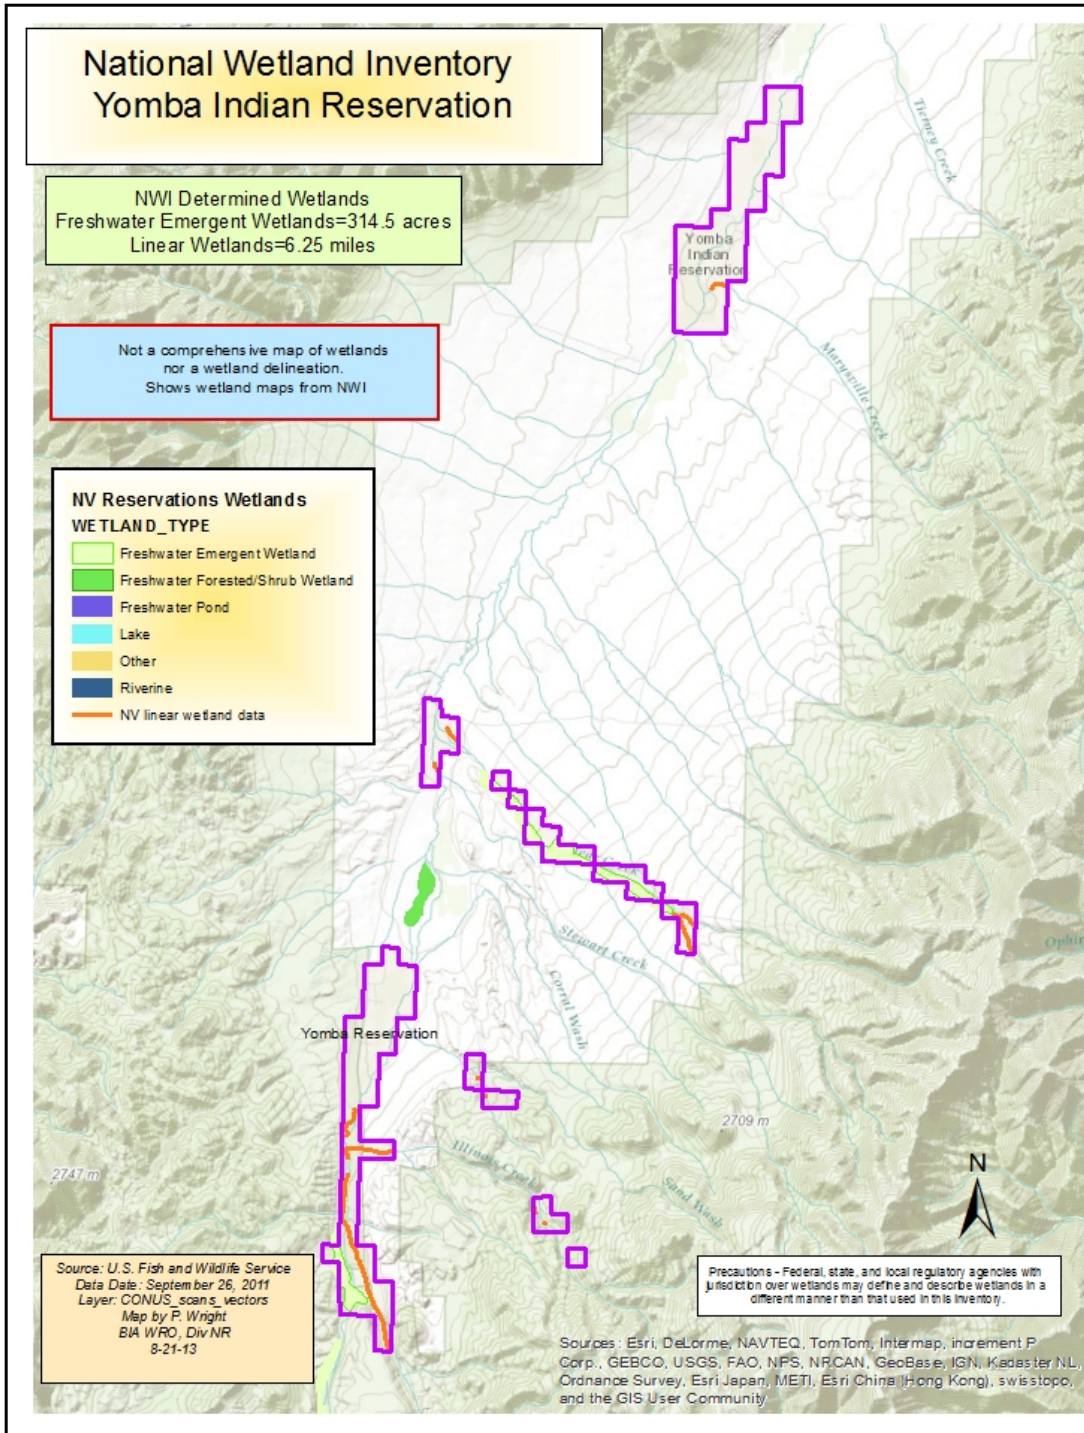 National Wetland Inventory
Yomba Indian Reservation
NWI Determined Wetlands
Freshwater Emergent Wetlands=314.5 acres
Linear Wetlands=6.25 miles
Not a comprehensive map of wetlands
nor a wetland delineation.
Shows wetland maps from NWI
NV Reservations Wetlands
WETLAND_TYPE
Freshwater Emergent Wetland
Freshwater Forested/Shrub Wetland
Freshwater Pond
Lake
Other
Riverine
NV linear wetland data
Tierney Creek
Yomba
Indian
Reservation
Marysville Creek
Creek
Stewart Creek
Corral Wash
Ophir
Yomba Reservation
2709 m
Illinois Creek
Sand Wash
2747 m
N
Source: U.S. Fish and Wildlife Service
Data Date: September 26, 2011
Layer: CONUS_scans_vectors
Map by P. Wright
BIA WRO, Div NR
8-21-13
Precautions - Federal, state, and local regulatory agencies with
jurisdiction over wetlands may define and describe wetlands in a
different manner than that used in this inventory.
Sources: Esri, DeLorme, NAVTEQ, TomTom, Intermap, increment P
Corp., GEBCO, USGS, FAO, NPS, NRCAN, GeoBase, IGN, Kadaster NL,
Ordnance Survey, Esri Japan, METI, Esri China (Hong Kong), swisstopo,
and the GIS User Community